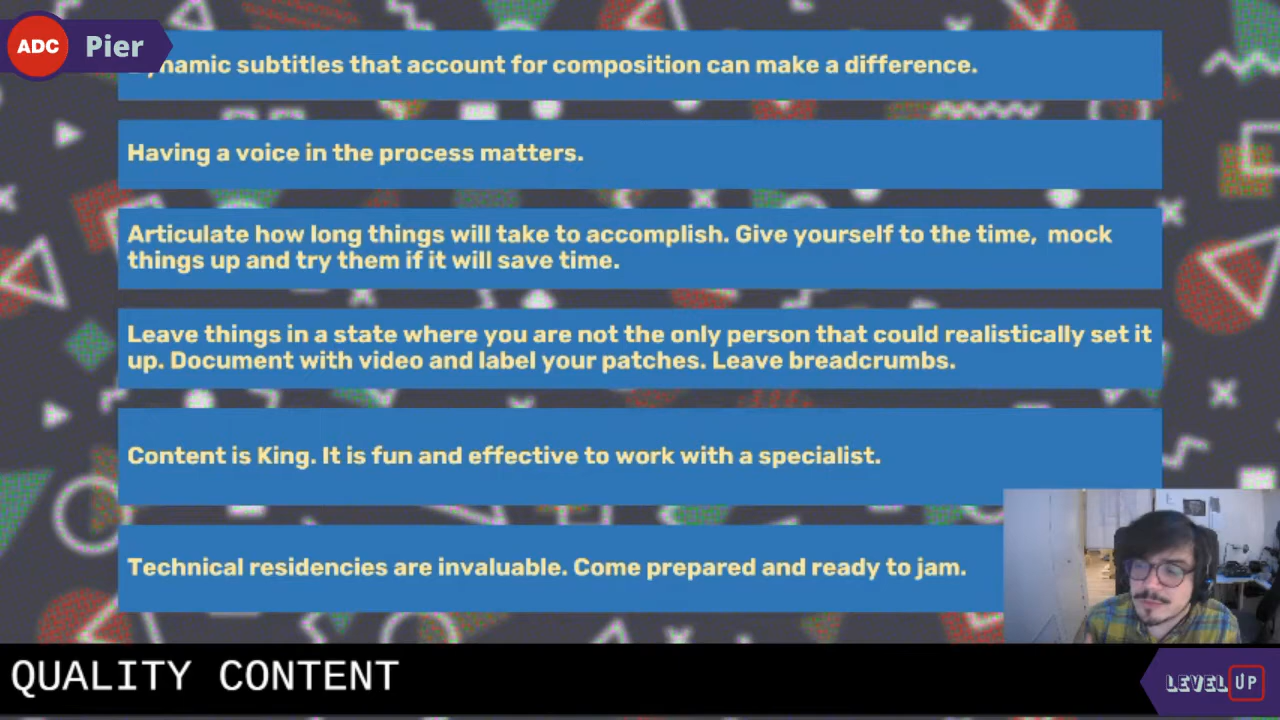 ADC
Pier
Dynamic subtitles that account for composition can make a difference.
Having a voice in the process matters.
Articulate how long things will take to accomplish. Give yourself to the time, mock
things up and try them if it will save time.
Leave things in a state where you are not the only person that could realistically set it
up. Document with video and label your patches. Leave breadcrumbs.
Content is King. It is fun and effective to work with a specialist.
Technical residencies are invaluable. Come prepared and ready to jam.
QUALITY CONTENT
LEVEL UP